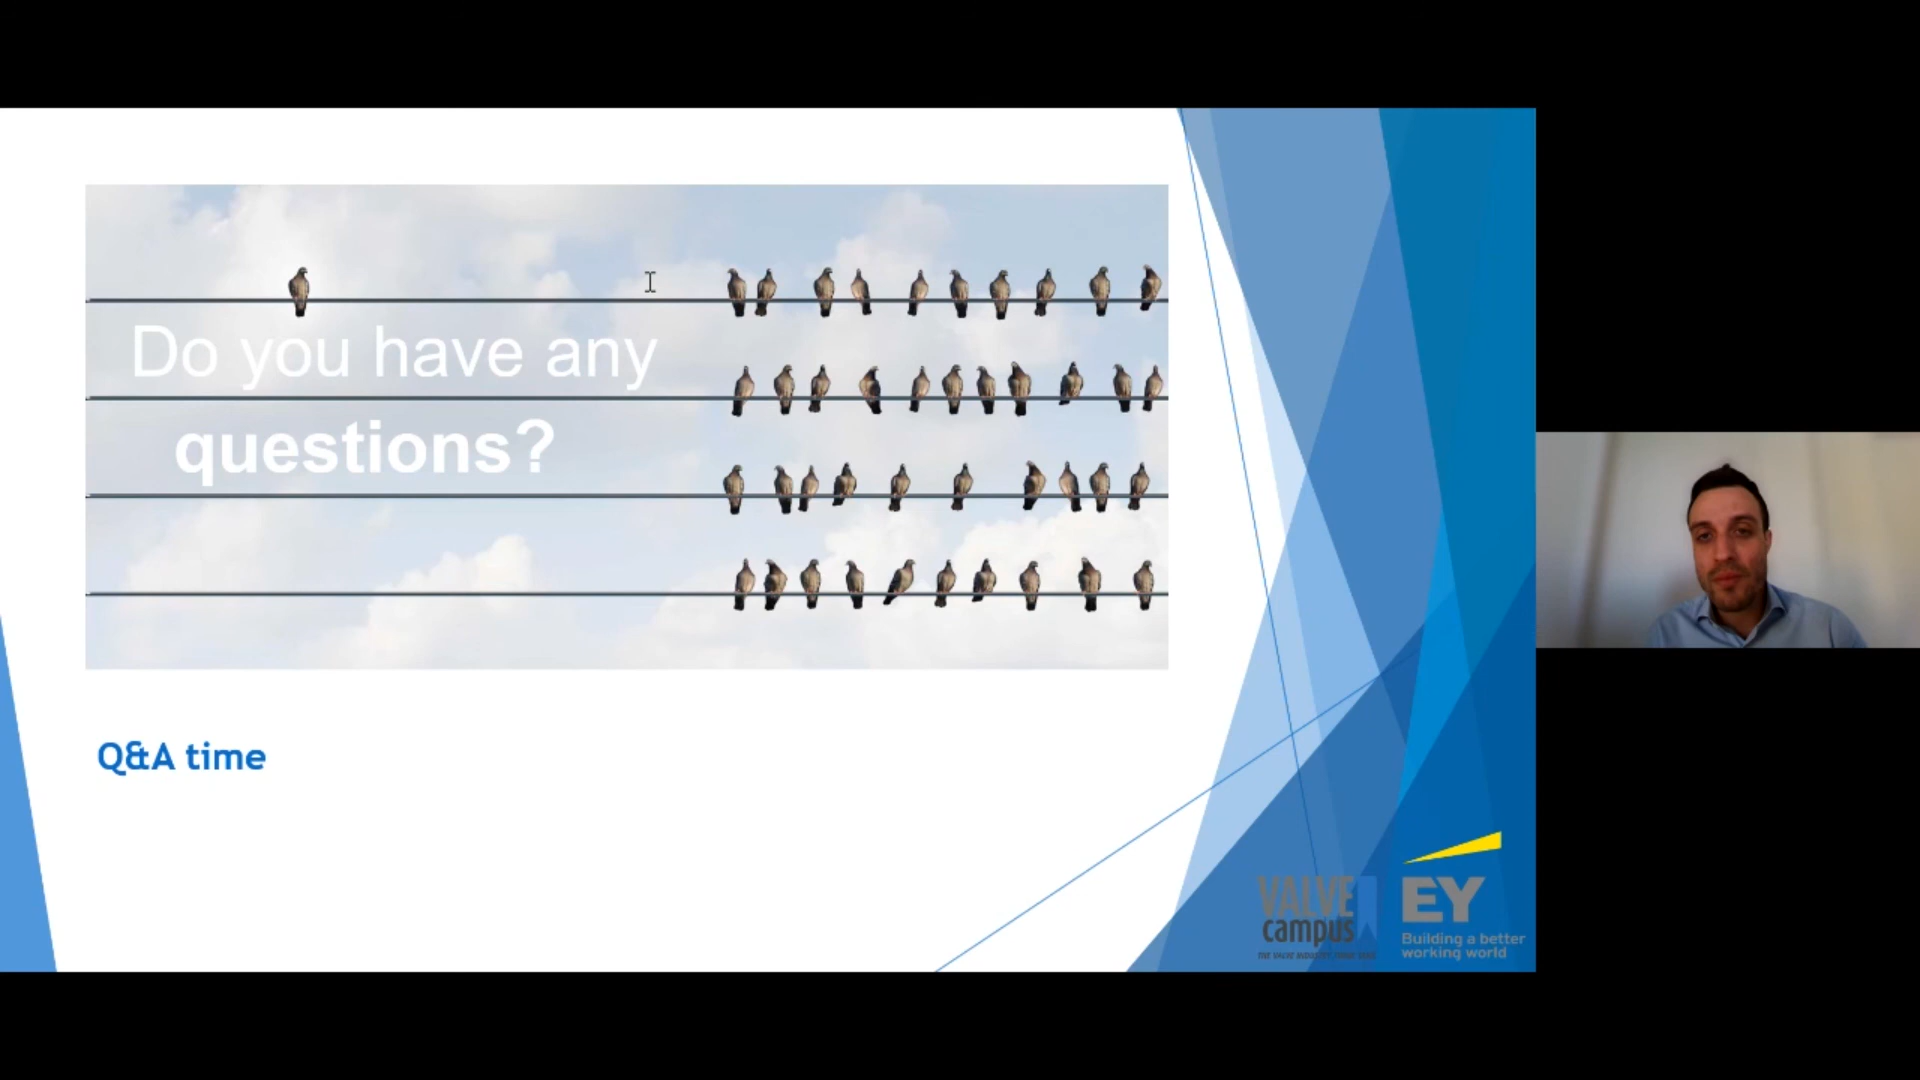 Do you have any
questions?
Q&A time
VALVE
campus
EY
Building a better
working world